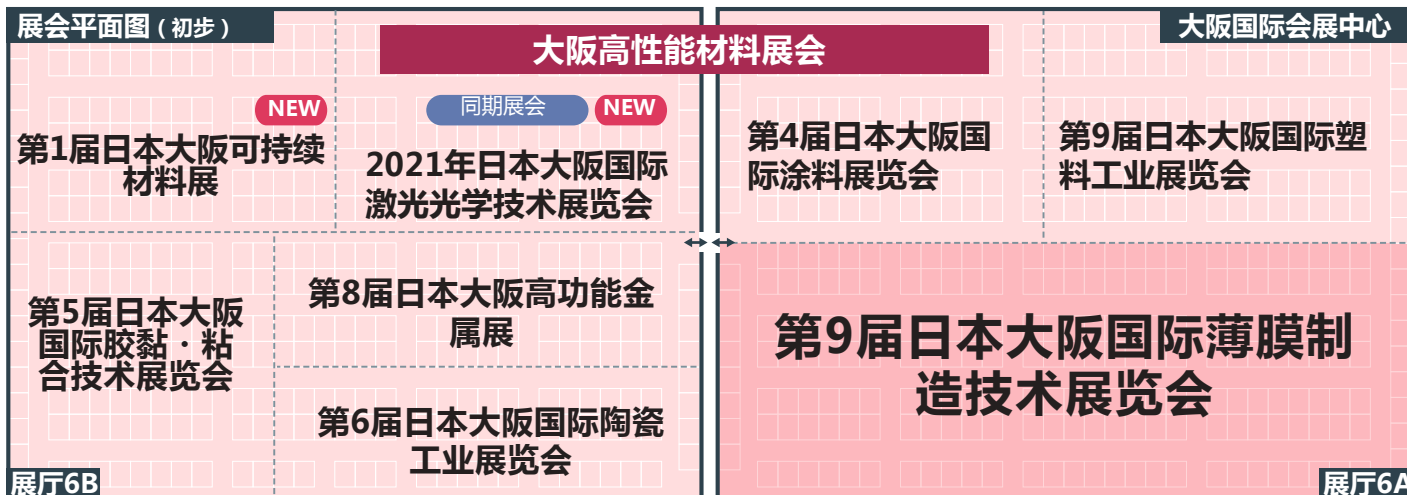 展会平面图（初步）
大阪国际会展中心
大阪高性能材料展会
NEW
第1届日本大阪可持续
材料展
同期展会
NEW
2021年日本大阪国际
激光光学技术展览会
第4届日本大阪国
际涂料展览会
第9届日本大阪国际塑
料工业展览会
第5届日本大阪
国际胶黏·粘
合技术展览会
第8届日本大阪高功能金
属展
第6届日本大阪国际陶瓷
工业展览会
第9届日本大阪国际薄膜制
造技术展览会
展厅6B
展厅6A